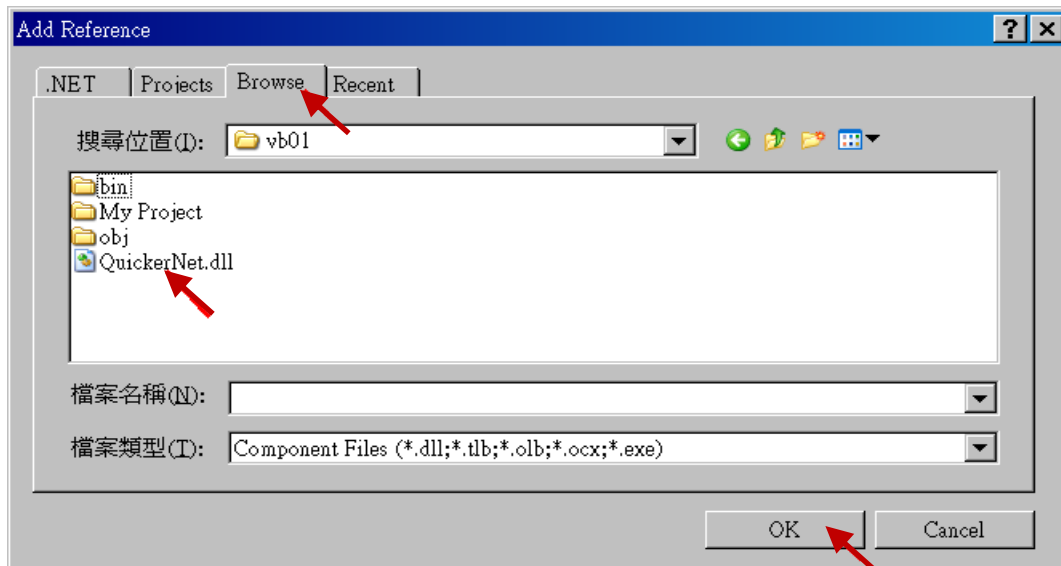 Add Reference
.NET Projects Browse Recent
搜尋位置(I): vb01
bin
My Project
obj
QuickerNet.dll
檔案名稱(N):
檔案類型(T): Component Files (*.dll;*.tlb;*.olb;*.ocx;*.exe)
OK Cancel